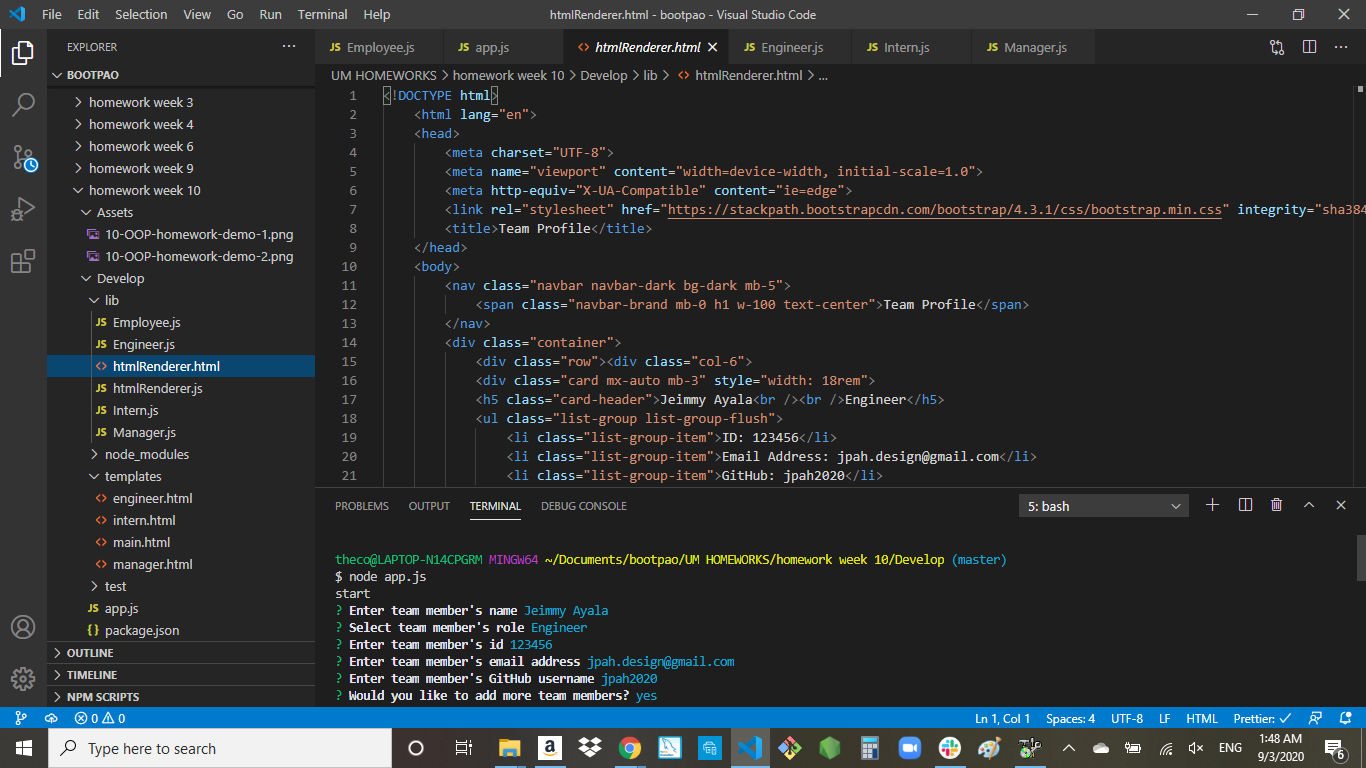 File Edit Selection View Go Run Terminal Help htmlRenderer.html - bootpao - Visual Studio Code
EXPLORER
BOOTPAO
homework week 3
homework week 4
homework week 6
homework week 9
homework week 10
Assets
10-OOP-homework-demo-1.png
10-OOP-homework-demo-2.png
Develop
lib
JS Employee.js
JS Engineer.js
<> htmlRenderer.html
JS htmlRenderer.js
JS Intern.js
JS Manager.js
node_modules
templates
<> engineer.html
<> intern.html
<> main.html
<> manager.html
test
JS app.js
{} package.json
OUTLINE
TIMELINE
NPM SCRIPTS
JS Employee.js JS app.js <> htmlRenderer.html JS Engineer.js JS Intern.js JS Manager.js
UM HOMEWORKS > homework week 10 > Develop > lib > <> htmlRenderer.html > ...
1 <!DOCTYPE html>
2 <html lang="en">
3 <head>
4 <meta charset="UTF-8">
5 <meta name="viewport" content="width=device-width, initial-scale=1.0">
6 <meta http-equiv="X-UA-Compatible" content="ie=edge">
7 <link rel="stylesheet" href="https://stackpath.bootstrapcdn.com/bootstrap/4.3.1/css/bootstrap.min.css" integrity="sha384
8 <title>Team Profile</title>
9 </head>
10 <body>
11 <nav class="navbar navbar-dark bg-dark mb-5">
12 <span class="navbar-brand mb-0 h1 w-100 text-center">Team Profile</span>
13 </nav>
14 <div class="container">
15 <div class="row"><div class="col-6">
16 <div class="card mx-auto mb-3" style="width: 18rem">
17 <h5 class="card-header">Jeimmy Ayala<br /><br />Engineer</h5>
18 <ul class="list-group list-group-flush">
19 <li class="list-group-item">ID: 123456</li>
20 <li class="list-group-item">Email Address: jpah.design@gmail.com</li>
21 <li class="list-group-item">GitHub: jpah2020</li>
PROBLEMS OUTPUT TERMINAL DEBUG CONSOLE 5: bash
theco@LAPTOP-N14CPGRM MINGW64 ~/Documents/bootpao/UM HOMEWORKS/homework week 10/Develop (master)
$ node app.js
start
? Enter team member's name Jeimmy Ayala
? Select team member's role Engineer
? Enter team member's id 123456
? Enter team member's email address jpah.design@gmail.com
? Enter team member's GitHub username jpah2020
? Would you like to add more team members? yes
0 0 Ln 1, Col 1 Spaces: 4 UTF-8 LF HTML Prettier: ✓
Type here to search a ENG 1:48 AM
9/3/2020 6